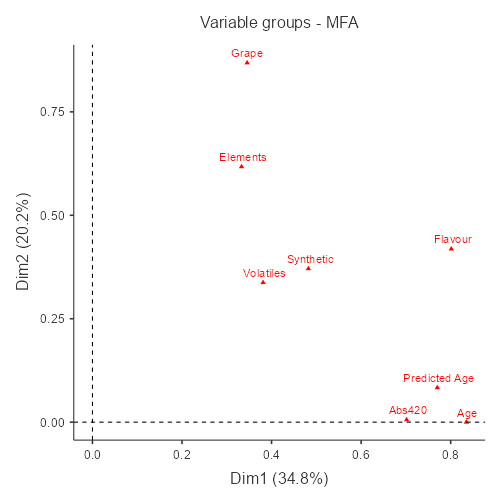 Variable groups - MFA
Grape
Elements
Flavour
Synthetic
Volatiles
Predicted Age
Abs420
Age
0.75
0.50
0.25
0.00
0.0
0.2
0.4
0.6
0.8
Dim2 (20.2%)
Dim1 (34.8%)